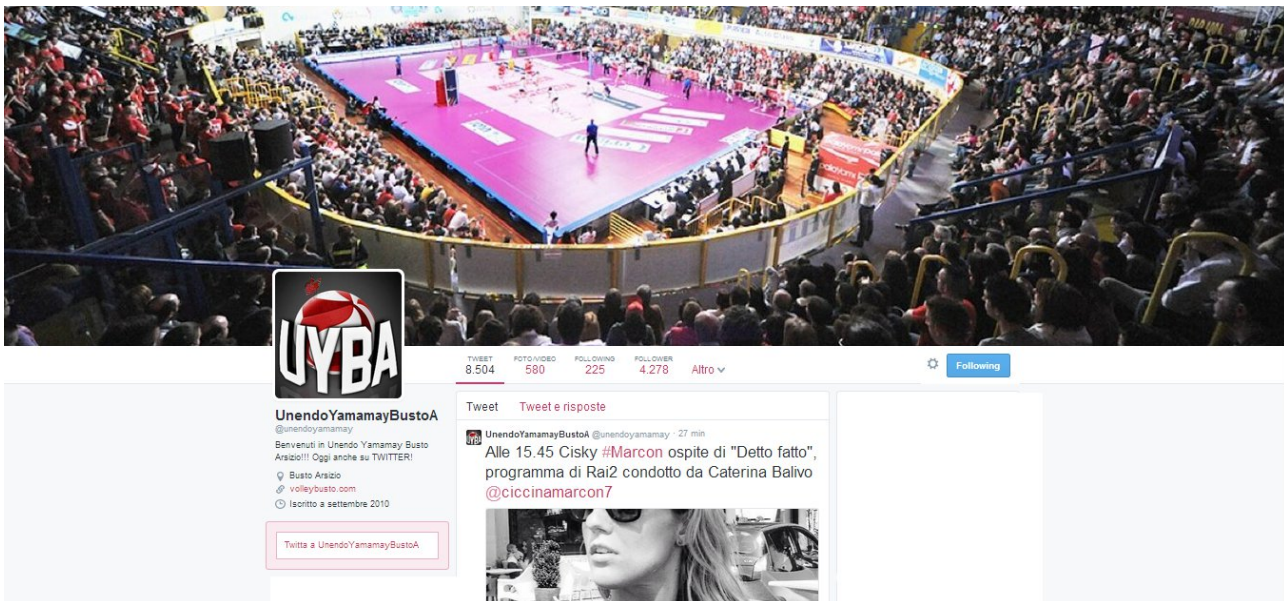 UYBA
TWEET FOTO/VIDEO FOLLOWING FOLLOWER
8.504 580 225 4.278 Altro
Following
UnendoYamamayBustoA
@unendoyamamay
Benvenuti in Unendo Yamamay Busto
Arsizio!!! Oggi anche su TWITTER!
Busto Arsizio
volleybusto.com
Iscritto a settembre 2010
Twitta a UnendoYamamayBustoA
Tweet Tweet e risposte
UnendoYamamayBustoA @unendoyamamay · 27 min
Alle 15.45 Cisky #Marcon ospite di "Detto fatto",
programma di Rai2 condotto da Caterina Balivo
@ciccinamarcon7